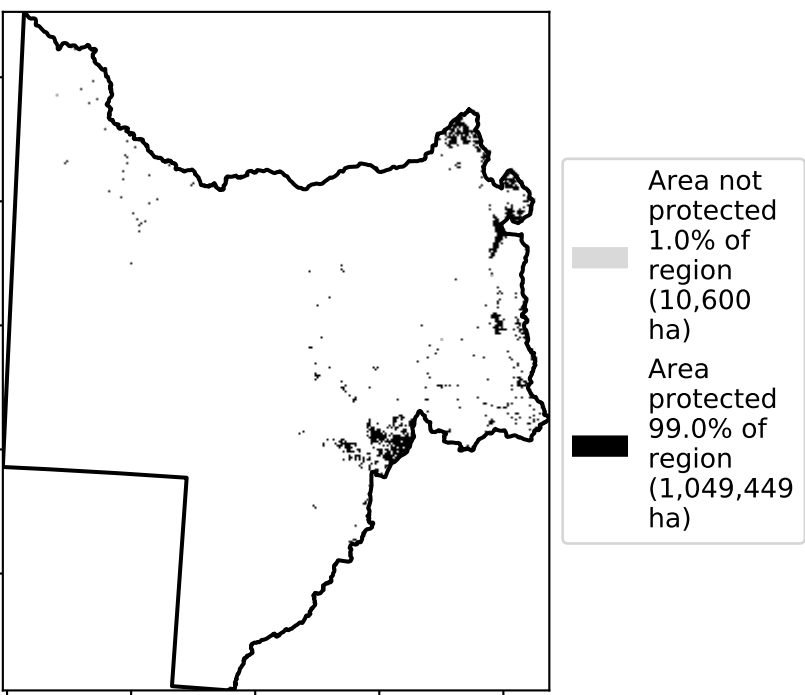 Area not
protected
1.0% of
region
(10,600
ha)
Area
protected
99.0% of
region
(1,049,449
ha)